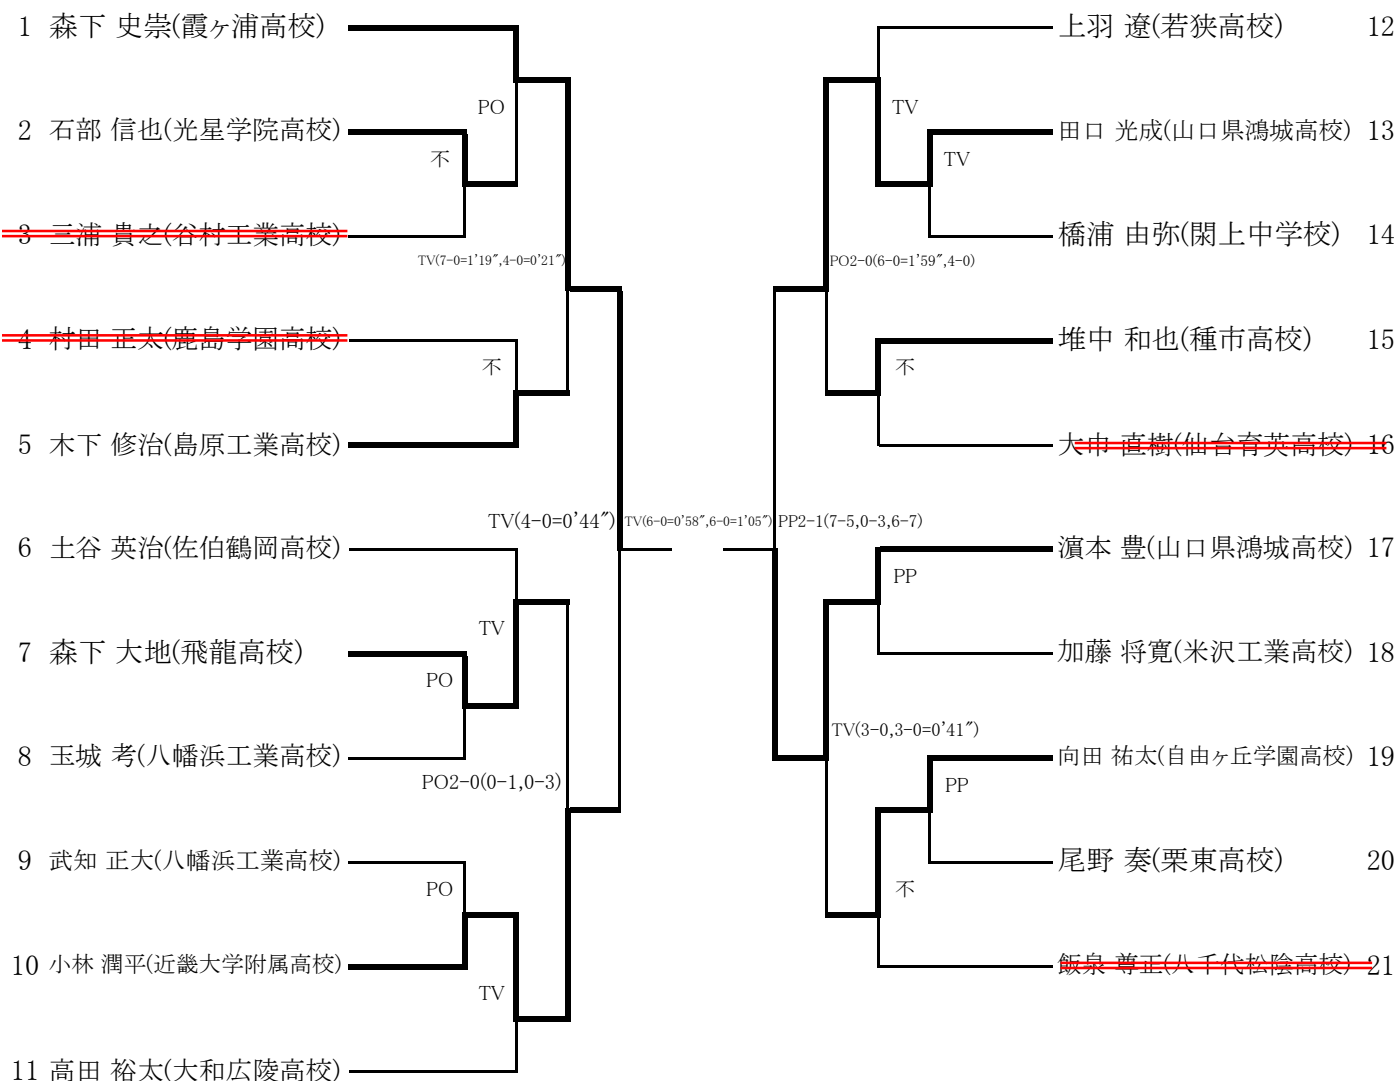 1 森下 史崇(霞ヶ浦高校)
PO
2 石部 信也(光星学院高校)
不
3 三浦 貴之(谷村工業高校)
TV(7-0=1'19″,4-0=0'21″)
4 村田 正太(鹿島学園高校)
不
5 木下 修治(島原工業高校)
TV(4-0=0'44″)
6 土谷 英治(佐伯鶴岡高校)
TV
7 森下 大地(飛龍高校)
PO
8 玉城 考(八幡浜工業高校)
PO2-0(0-1,0-3)
9 武知 正大(八幡浜工業高校)
PO
10 小林 潤平(近畿大学附属高校)
TV
11 高田 裕太(大和広陵高校)
TV(6-0=0'58″,6-0=1'05″)
上羽 遼(若狭高校) 12
TV
田口 光成(山口県鴻城高校) 13
TV
橋浦 由弥(閖上中学校) 14
PO2-0(6-0=1'59″,4-0)
堆中 和也(種市高校) 15
不
大申 直樹(仙台育英高校) 16
PP2-1(7-5,0-3,6-7)
濵本 豊(山口県鴻城高校) 17
PP
加藤 将寛(米沢工業高校) 18
TV(3-0,3-0=0'41″)
向田 祐太(自由ヶ丘学園高校) 19
PP
尾野 奏(栗東高校) 20
不
飯泉 尊正(八千代松陰高校) 21